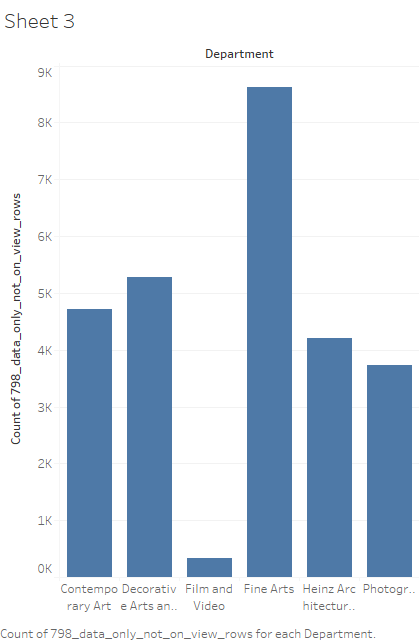 Sheet 3
Department
9K
8K
7K
6K
5K
4K
3K
2K
1K
0K
Count of 798_data_only_not_on_view_rows
Contempo Decorativ Film and Fine Arts Heinz Arc Photogr..
rary Art e Arts an.. Video hitectur..
Count of 798_data_only_not_on_view_rows for each Department.